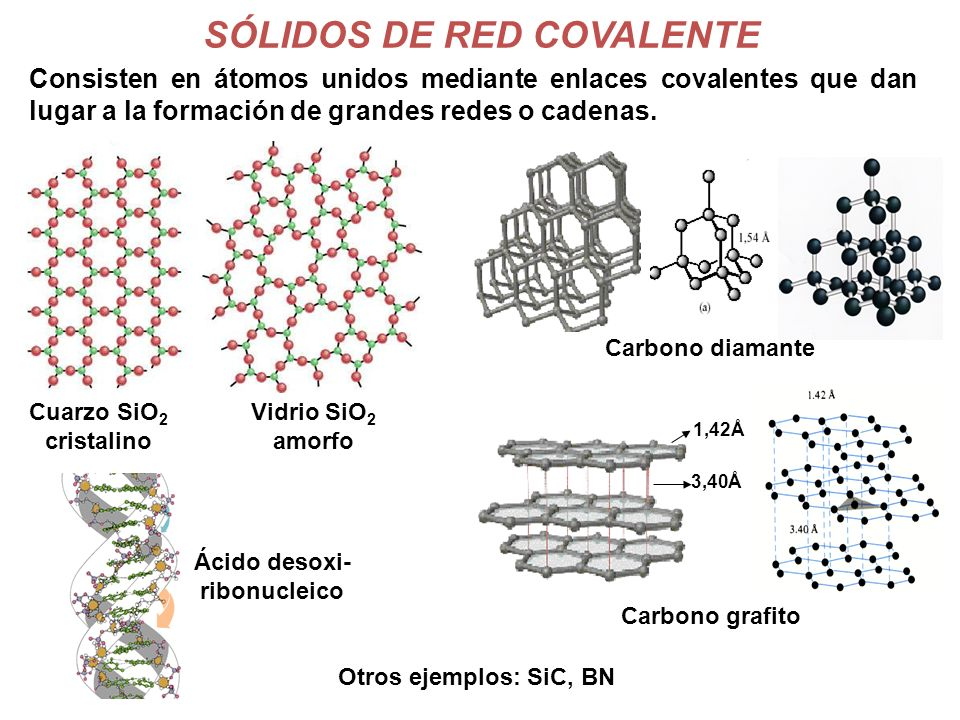 SÓLIDOS DE RED COVALENTE
Consisten en átomos unidos mediante enlaces covalentes que dan
lugar a la formación de grandes redes o cadenas.
1,54 Å
(a)
Carbono diamante
Cuarzo SiO₂
cristalino
Vidrio SiO₂
amorfo
1,42Å
3,40Å
1.42 Å
3.40 Å
Carbono grafito
Ácido desoxi-
ribonucleico
Otros ejemplos: SiC, BN